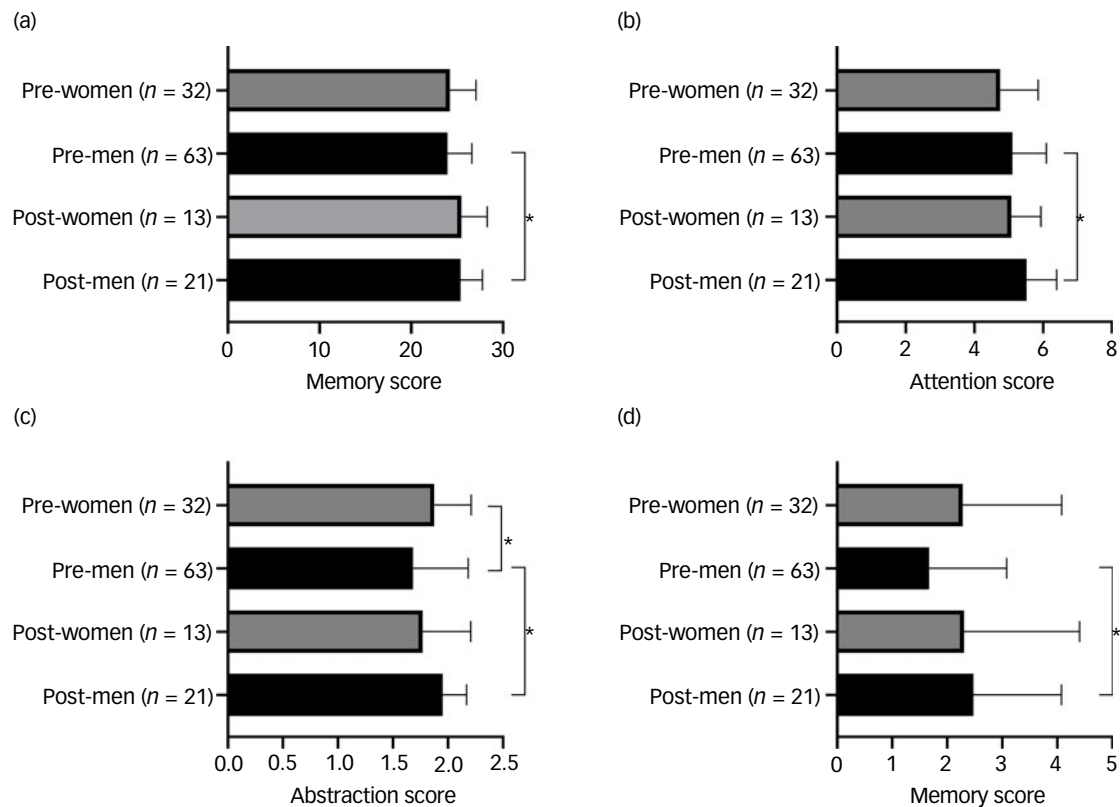 (a)
Pre-women (n = 32)
Pre-men (n = 63)
*
Post-women (n = 13)
Post-men (n = 21)
0 10 20 30
Memory score
(b)
Pre-women (n = 32)
Pre-men (n = 63)
*
Post-women (n = 13)
Post-men (n = 21)
0 2 4 6 8
Attention score
(c)
Pre-women (n = 32)
*
Pre-men (n = 63)
Post-women (n = 13)
*
Post-men (n = 21)
0.0 0.5 1.0 1.5 2.0 2.5
Abstraction score
(d)
Pre-women (n = 32)
Pre-men (n = 63)
Post-women (n = 13)
*
Post-men (n = 21)
0 1 2 3 4 5
Memory score